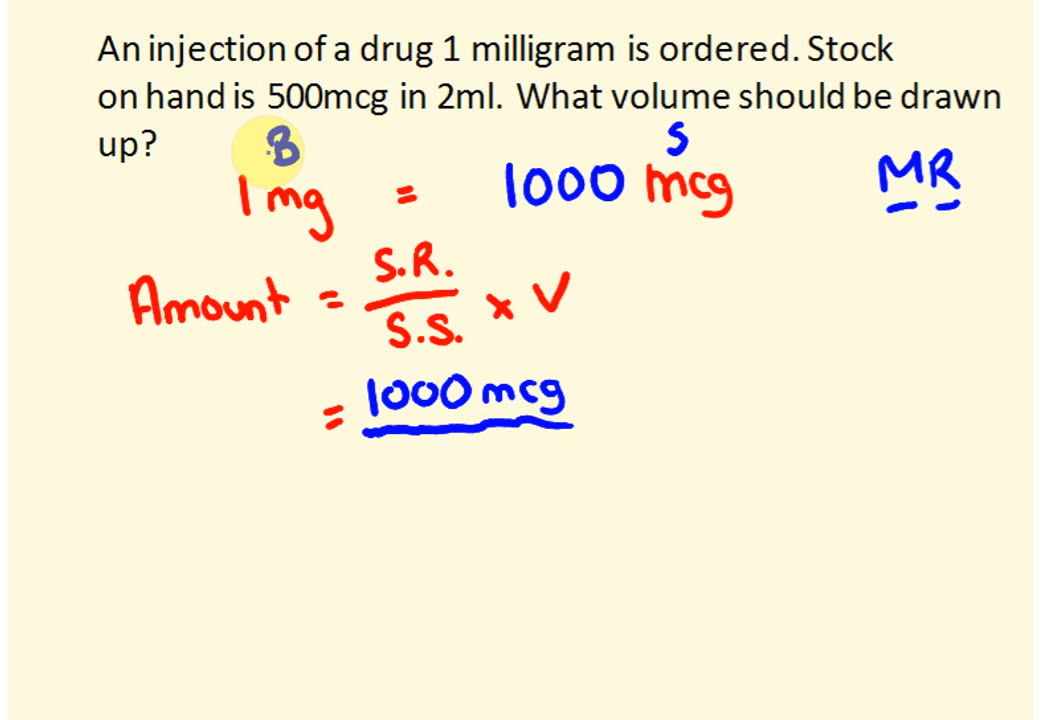 An injection of a drug 1 milligram is ordered. Stock
on hand is 500mcg in 2ml. What volume should be drawn
up?
B S
1 mg = 1000 mcg MR
Amount = S.R. / S.S. x V
= 1000 mcg